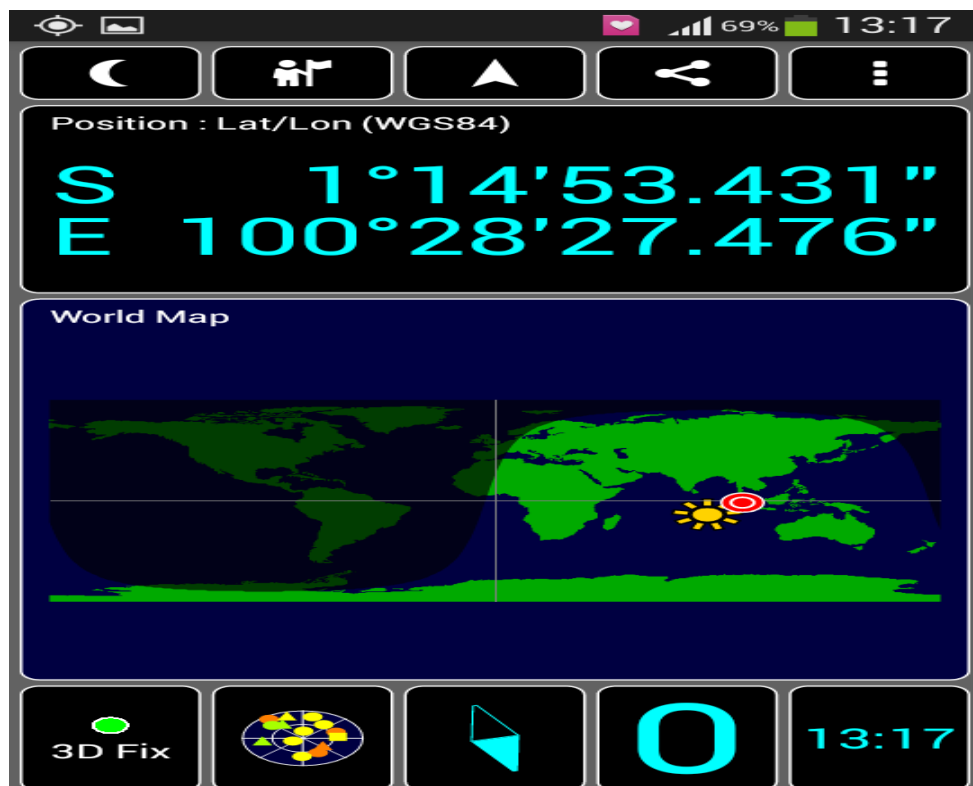 69% 13:17
Position : Lat/Lon (WGS84)
S 1°14'53.431"
E 100°28'27.476"
World Map
3D Fix
0
13:17